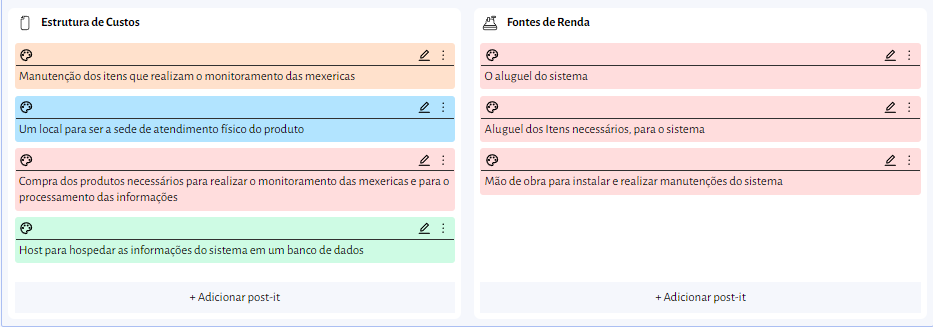 Estrutura de Custos
Manutenção dos itens que realizam o monitoramento das mexericas
Um local para ser a sede de atendimento físico do produto
Compra dos produtos necessários para realizar o monitoramento das mexericas e para o
processamento das informações
Host para hospedar as informações do sistema em um banco de dados
+ Adicionar post-it
Fontes de Renda
O aluguel do sistema
Aluguel dos Itens necessários, para o sistema
Mão de obra para instalar e realizar manutenções do sistema
+ Adicionar post-it